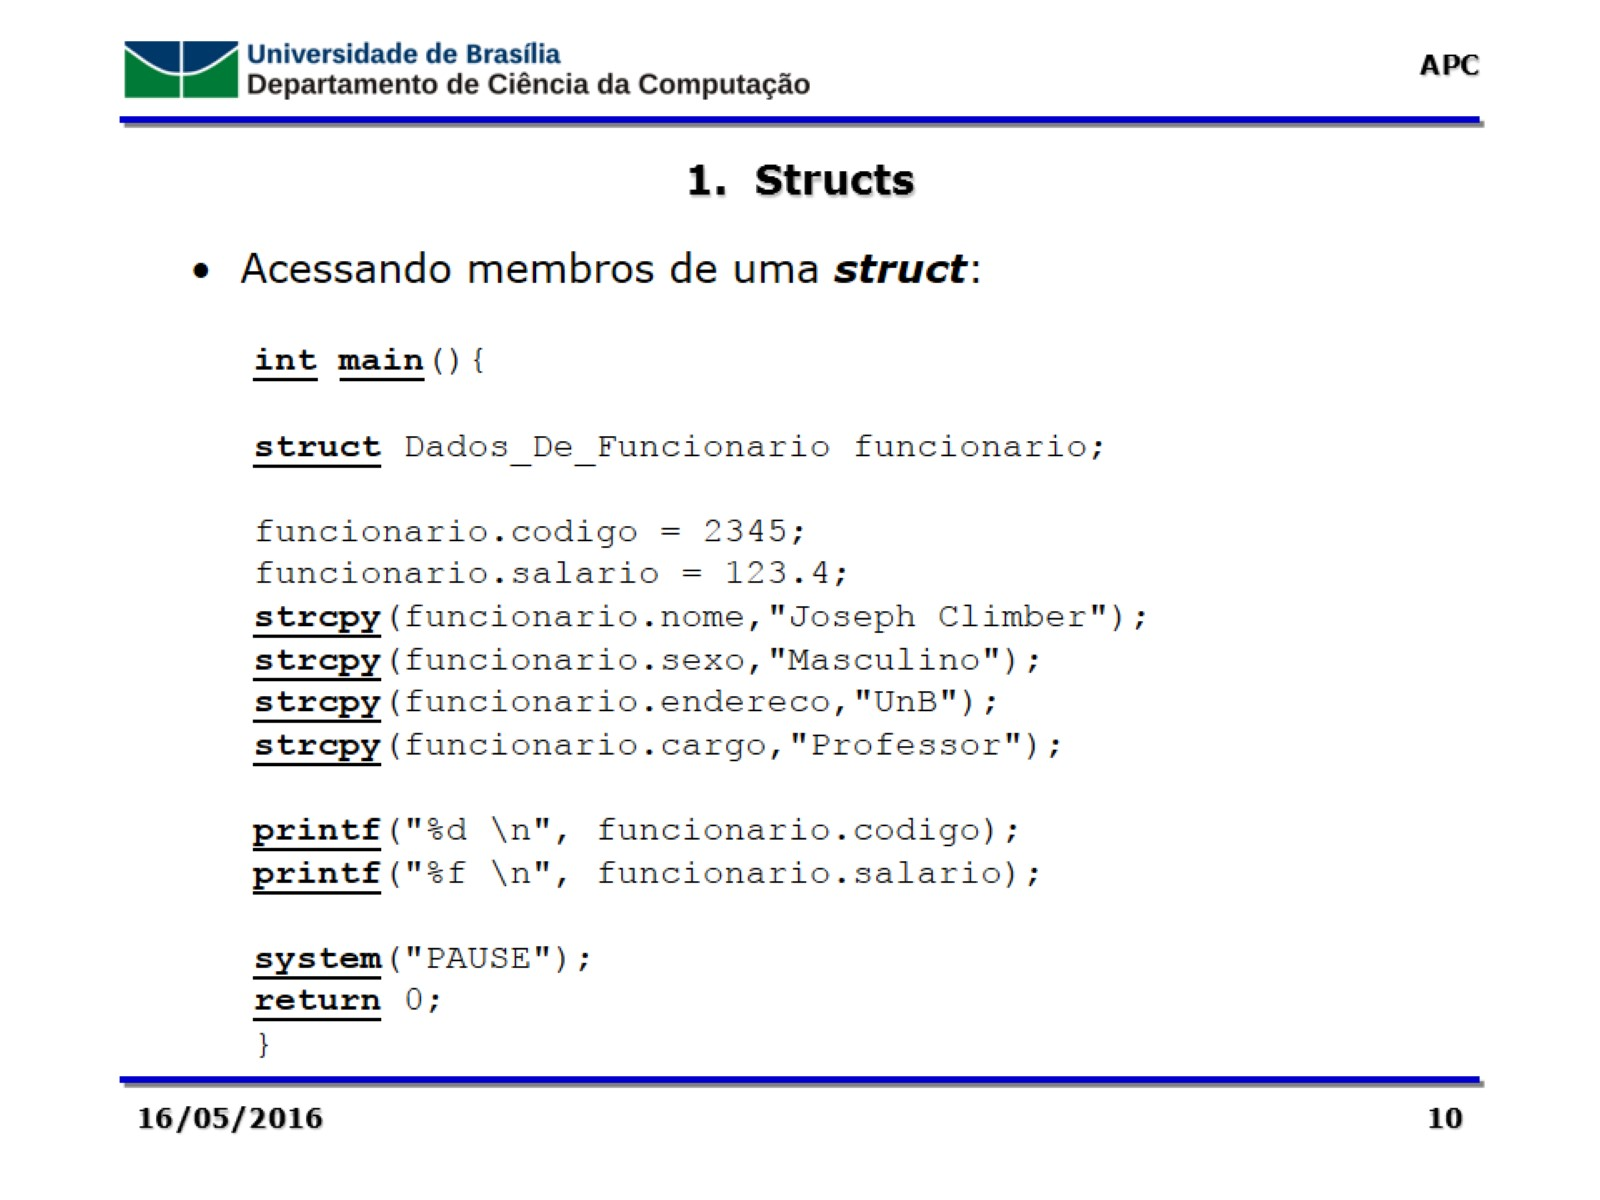 Universidade de Brasília
Departamento de Ciência da Computação
APC
1. Structs
• Acessando membros de uma struct:
int main(){
struct Dados_De_Funcionario funcionario;
funcionario.codigo = 2345;
funcionario.salario = 123.4;
strcpy(funcionario.nome,"Joseph Climber");
strcpy(funcionario.sexo,"Masculino");
strcpy(funcionario.endereco,"UnB");
strcpy(funcionario.cargo,"Professor");
printf("%d \n", funcionario.codigo);
printf("%f \n", funcionario.salario);
system("PAUSE");
return 0;
}
16/05/2016
10